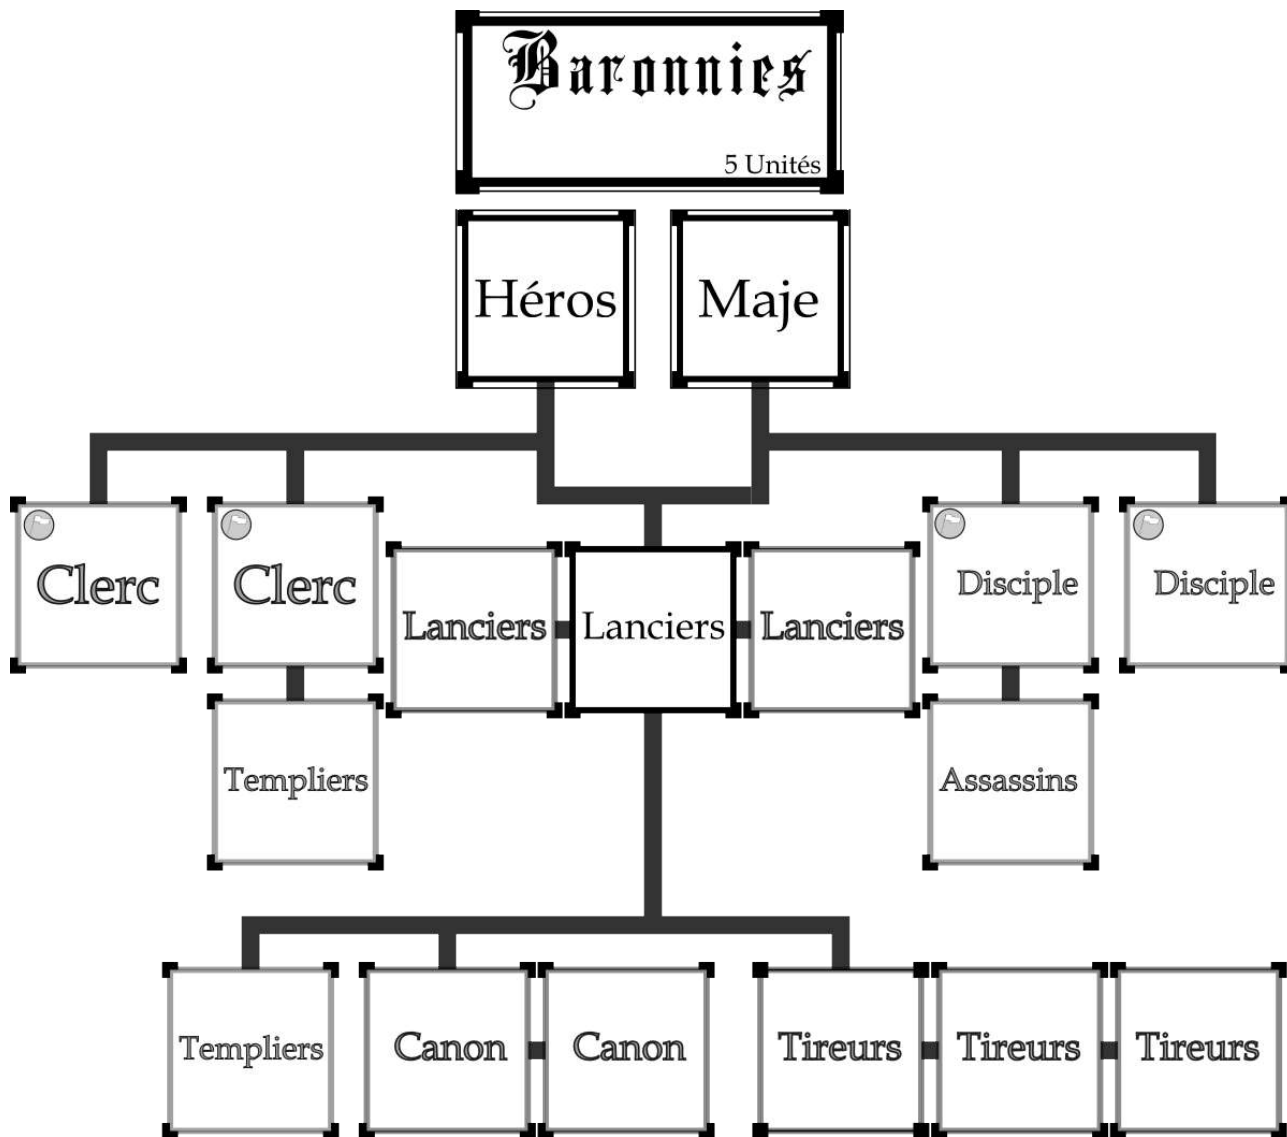 Baronnies
5 Unités
Héros
Maje
Clerc
Clerc
Lanciers
Lanciers
Lanciers
Disciple
Disciple
Templiers
Assassins
Templiers
Canon
Canon
Tireurs
Tireurs
Tireurs